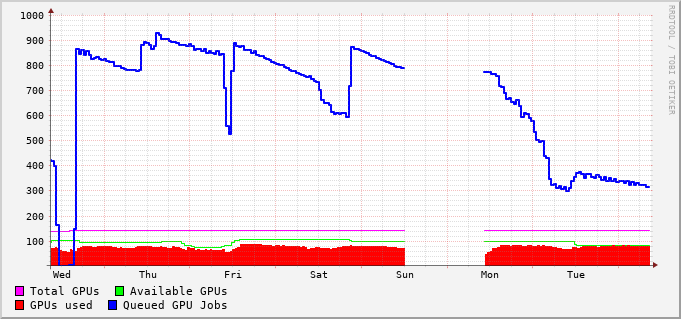 1000
900
800
700
600
500
400
300
200
100
Wed Thu Fri Sat Sun Mon Tue
Total GPUs Available GPUs
GPUs used Queued GPU Jobs
RRDTOOL / TOBI OETIKER